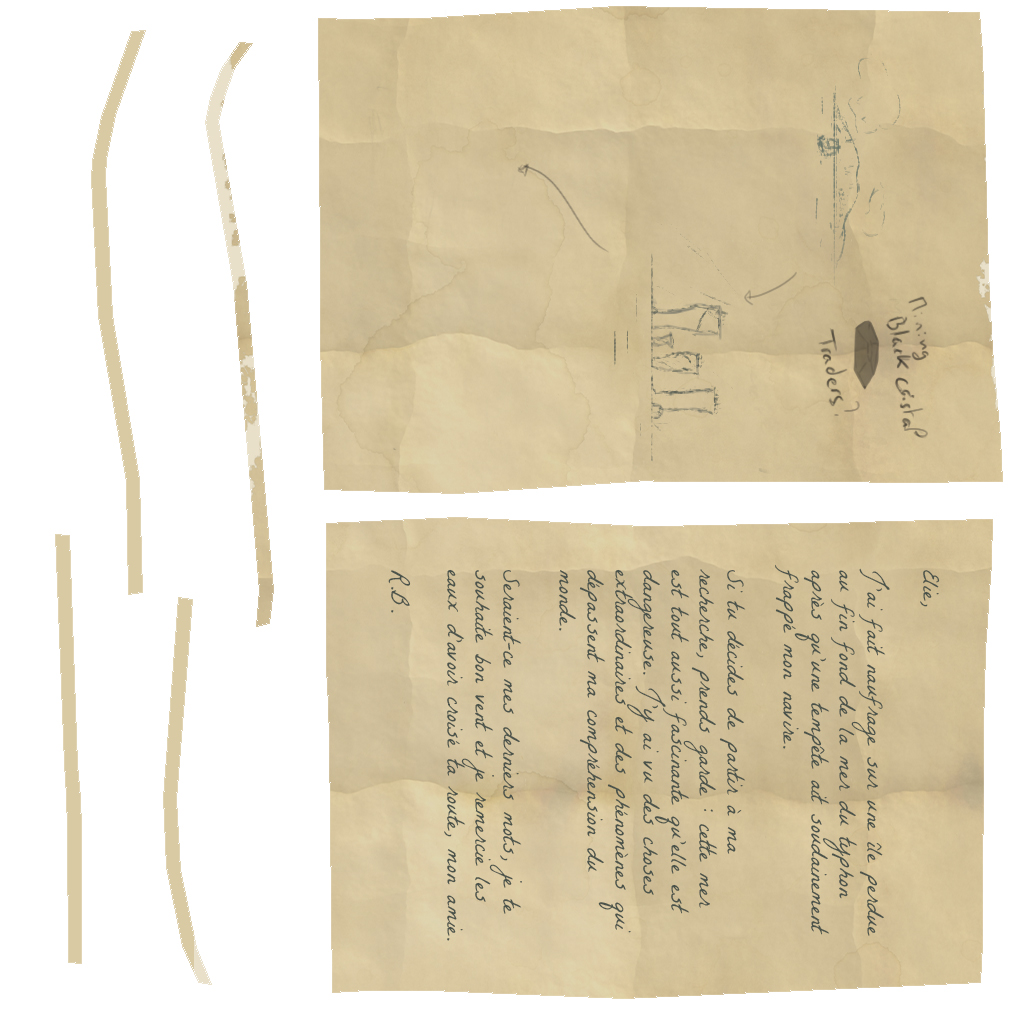 Mining
Black cristal
Traders?
Elie,
J'ai fait naufrage sur une île perdue
au fin fond de la mer du typhon
après qu'une tempête ait soudainement
frappé mon navire.
Si tu décides de partir à ma
recherche, prends garde : cette mer
est tout aussi fascinante qu'elle est
dangereuse. J'y ai vu des choses
extraordinaires et des phénomènes qui
dépassent ma compréhension du
monde.
Seraient-ce mes derniers mots, je te
souhaite bon vent et je remercie les
eaux d'avoir croisé ta route, mon amie.
R.B.